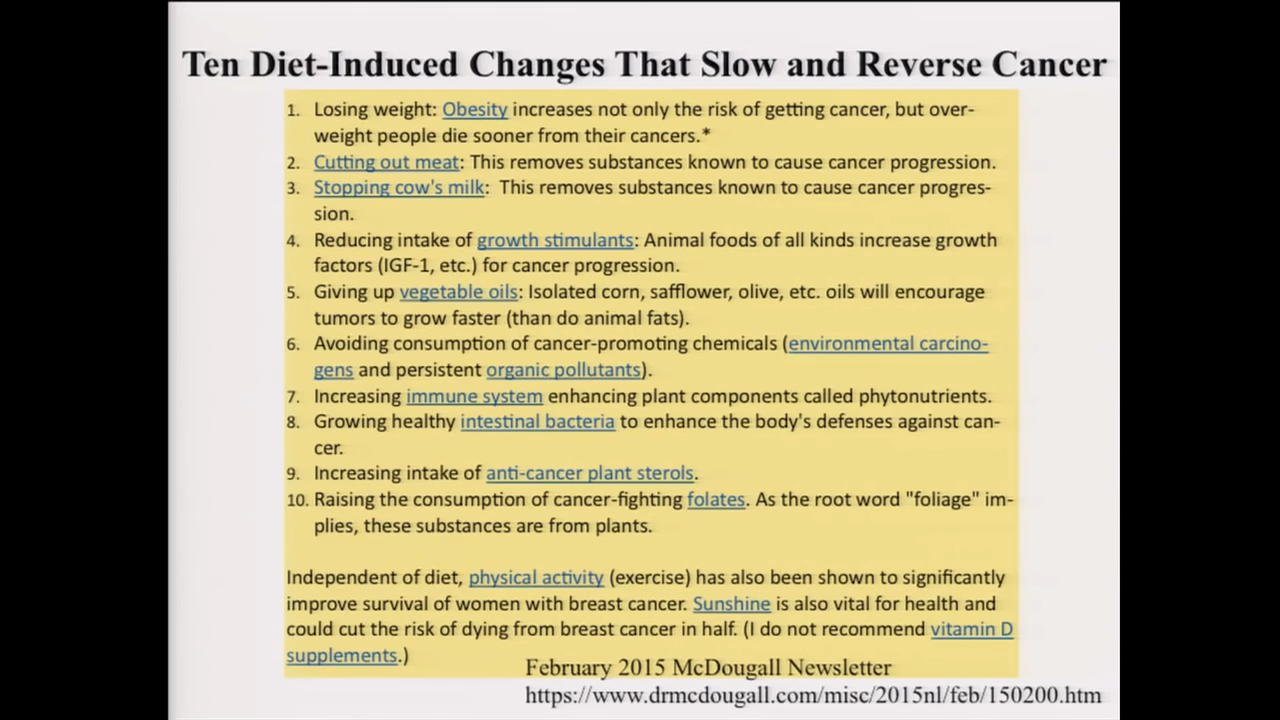 Ten Diet-Induced Changes That Slow and Reverse Cancer
1. Losing weight: Obesity increases not only the risk of getting cancer, but over-
weight people die sooner from their cancers.*
2. Cutting out meat: This removes substances known to cause cancer progression.
3. Stopping cow's milk: This removes substances known to cause cancer progres-
sion.
4. Reducing intake of growth stimulants: Animal foods of all kinds increase growth
factors (IGF-1, etc.) for cancer progression.
5. Giving up vegetable oils: Isolated corn, safflower, olive, etc. oils will encourage
tumors to grow faster (than do animal fats).
6. Avoiding consumption of cancer-promoting chemicals (environmental carcino-
gens and persistent organic pollutants).
7. Increasing immune system enhancing plant components called phytonutrients.
8. Growing healthy intestinal bacteria to enhance the body's defenses against can-
cer.
9. Increasing intake of anti-cancer plant sterols.
10. Raising the consumption of cancer-fighting folates. As the root word "foliage" im-
plies, these substances are from plants.
Independent of diet, physical activity (exercise) has also been shown to significantly
improve survival of women with breast cancer. Sunshine is also vital for health and
could cut the risk of dying from breast cancer in half. (I do not recommend vitamin D
supplements.)
February 2015 McDougall Newsletter
https://www.drmcdougall.com/misc/2015nl/feb/150200.htm